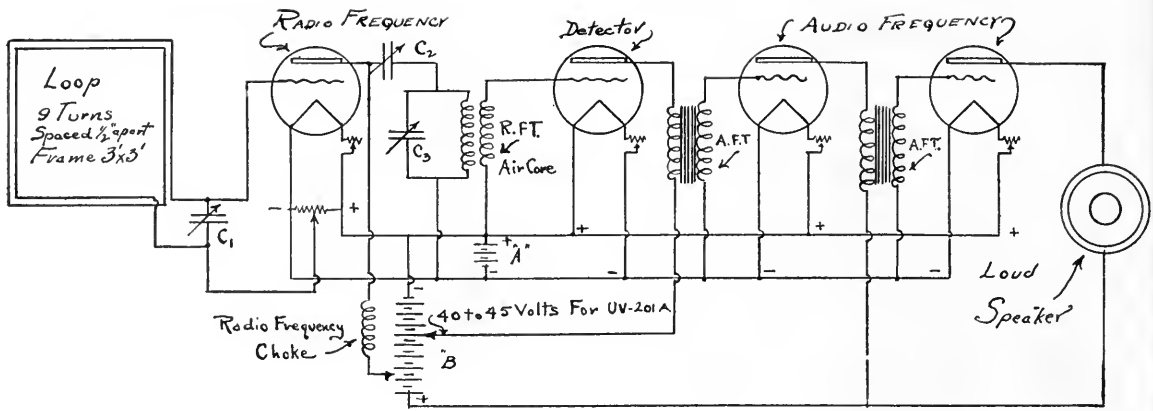 RADIO FREQUENCY
Detector
AUDIO FREQUENCY
Loop
9 Turns
Spaced ½" apart
Frame 3'x3'
C2
C3
R.F.T.
Air Core
A.F.T
A.F.T.
C1
- +
+ "A"
-
+
+
+
-
-
-
-
40 to 45 Volts For UV-201A
Radio Frequency
Choke
"B
+
Loud
Speaker